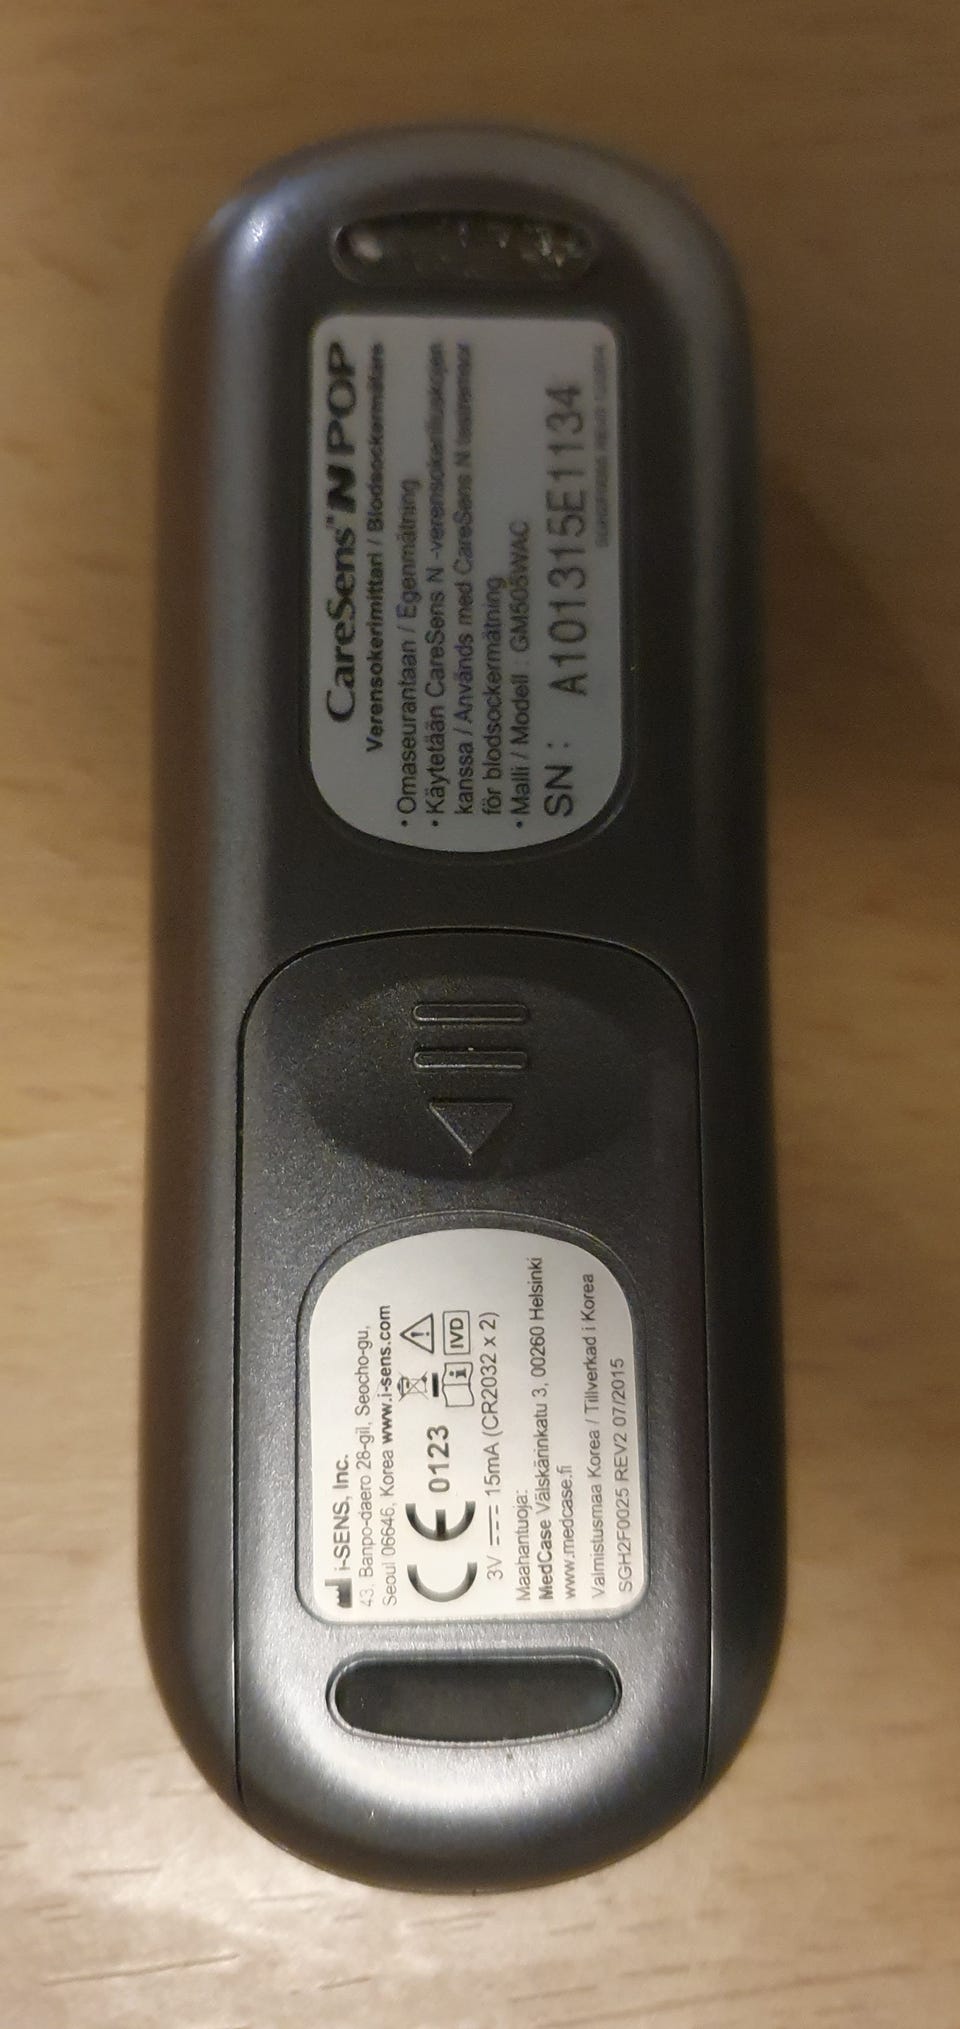 CareSens™ N POP
Verensokerimittari / Blodsockermätare
• Omaseurantaan / Egenmätning
• Käytetään CareSens N -verensokeriliuskojen
kanssa / Används med CareSens N testremsor
för blodsockermätning
• Malli / Modell : GM505WAC
SN : A101315E1134
i-SENS, Inc.
43, Banpo-daero 28-gil, Seocho-gu,
Seoul 06646, Korea www.i-sens.com
CE 0123
IVD
3V 15mA (CR2032 x 2)
Maahantuoja:
MedCase Välskärinkatu 3, 00260 Helsinki
www.medcase.fi
Valmistusmaa Korea / Tillverkad i Korea
SGH2F0025 REV2 07/2015